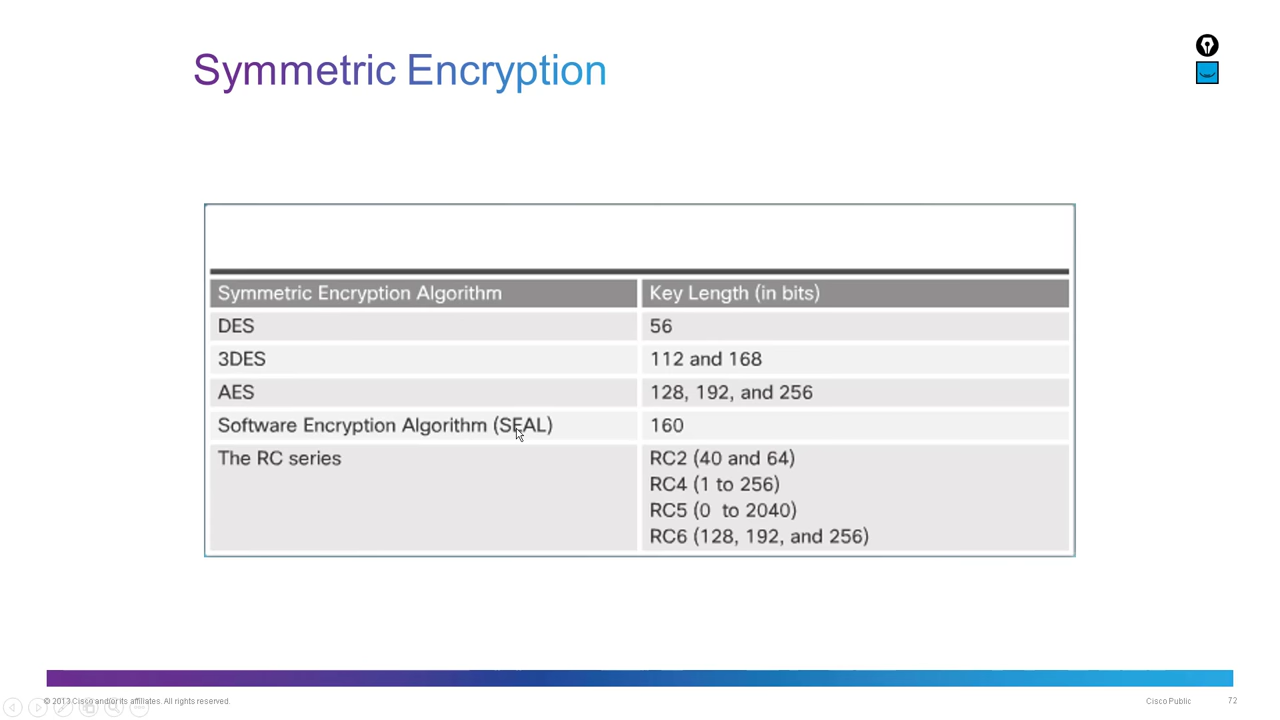 Symmetric Encryption
Symmetric Encryption Algorithm Key Length (in bits)
DES 56
3DES 112 and 168
AES 128, 192, and 256
Software Encryption Algorithm (SEAL) 160
The RC series RC2 (40 and 64)
RC4 (1 to 256)
RC5 (0 to 2040)
RC6 (128, 192, and 256)
© 2013 Cisco and/or its affiliates. All rights reserved. Cisco Public 72